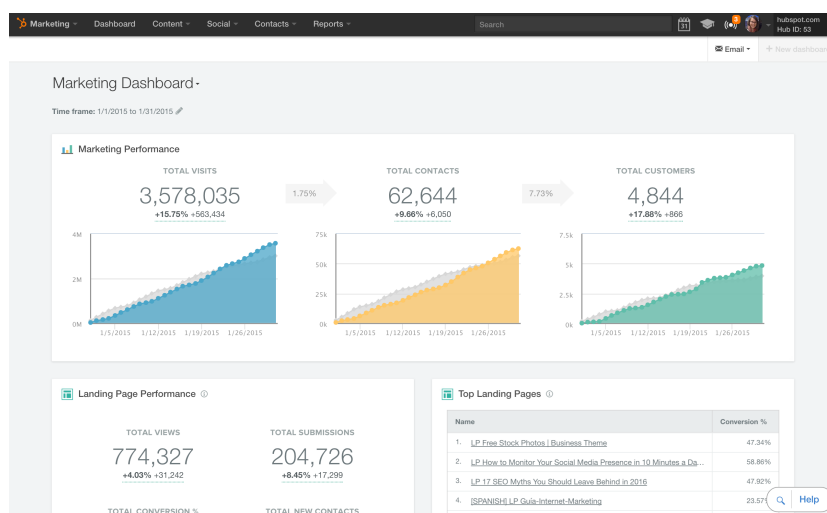 Marketing Dashboard Content Social Contacts Reports Search 31 3 hubspot.com
Hub ID: 53
Email + New dashboar
Marketing Dashboard
Time frame: 1/1/2015 to 1/31/2015
Marketing Performance
TOTAL VISITS TOTAL CONTACTS TOTAL CUSTOMERS
3,578,035 1.75% 62,644 7.73% 4,844
+15.75% +563,434 +9.66% +6,050 +17.88% +866
4M 75k 7.5k
50k 5k
2M
25k 2.5k
0M 0k 0k
1/5/2015 1/12/2015 1/19/2015 1/26/2015 1/5/2015 1/12/2015 1/19/2015 1/26/2015 1/5/2015 1/12/2015 1/19/2015 1/26/2015
Landing Page Performance
TOTAL VIEWS TOTAL SUBMISSIONS
774,327 204,726
+4.03% +31,242 +8.45% +17,299
TOTAL CONVERSION % TOTAL NEW CONTACTS
Top Landing Pages
Name Conversion %
1. LP Free Stock Photos | Business Theme 47.34%
2. LP How to Monitor Your Social Media Presence in 10 Minutes a Da... 58.86%
3. LP 17 SEO Myths You Should Leave Behind in 2016 47.92%
4. [SPANISH] LP Guía-Internet-Marketing 23.57
Help